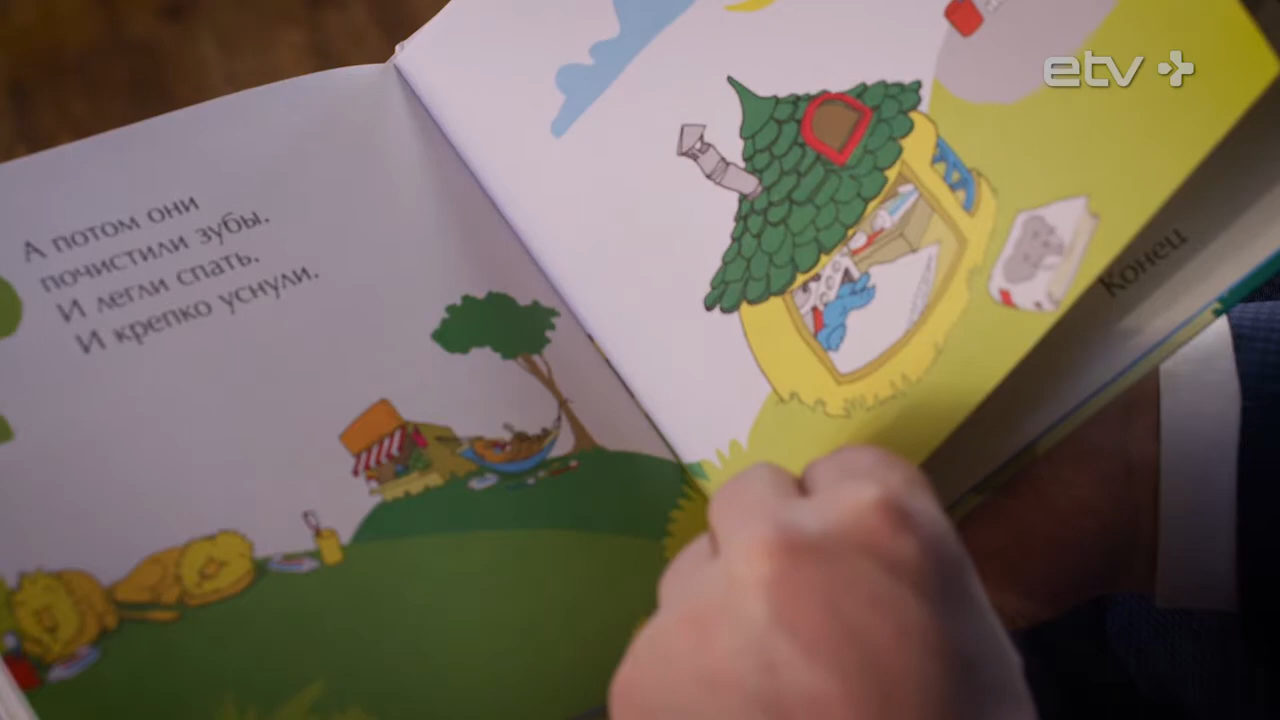 А потом они
почистили зубы.
И легли спать.
И крепко уснули.
Конец
etv+